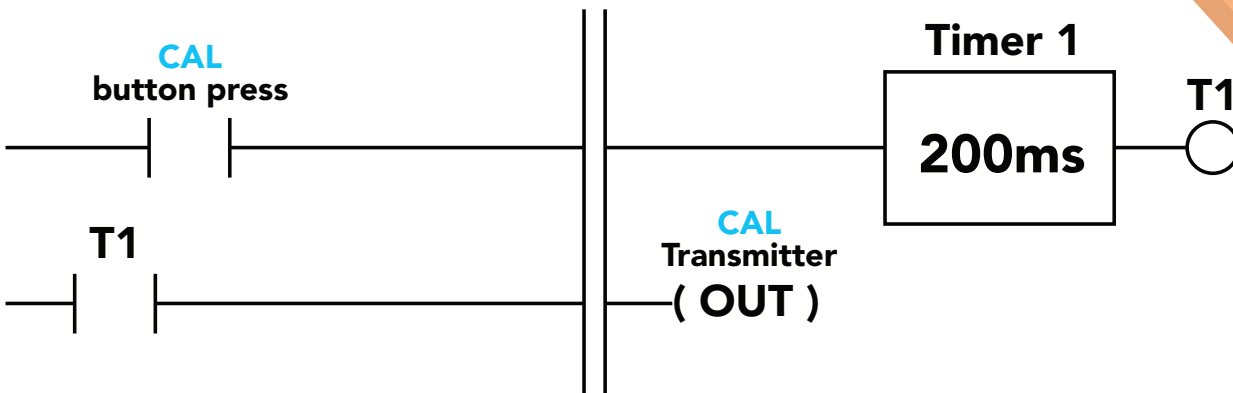 CAL
button press
Timer 1
200ms
T1
T1
CAL
Transmitter
( OUT )